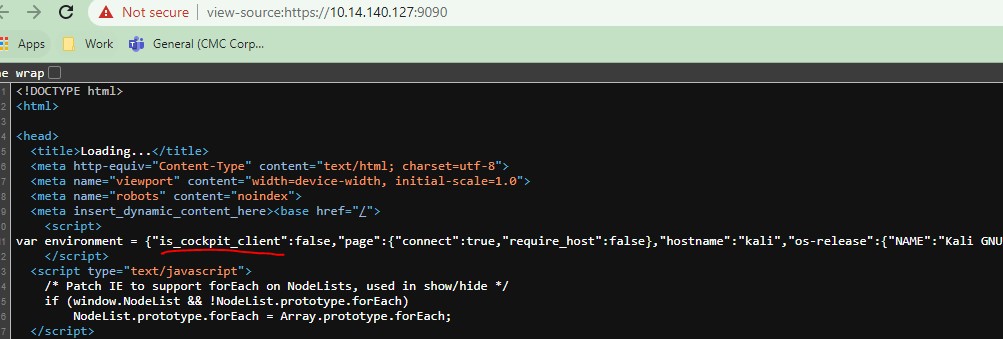 Not secure | view-source:https://10.14.140.127:9090
Apps Work General (CMC Corp...
ne wrap
<!DOCTYPE html>
<html>
<head>
<title>Loading...</title>
<meta http-equiv="Content-Type" content="text/html; charset=utf-8">
<meta name="viewport" content="width=device-width, initial-scale=1.0">
<meta name="robots" content="noindex">
<meta insert_dynamic_content_here><base href="/">
<script>
var environment = {"is_cockpit_client":false,"page":{"connect":true,"require_host":false},"hostname":"kali","os-release":{"NAME":"Kali GNU
</script>
<script type="text/javascript">
/* Patch IE to support forEach on NodeLists, used in show/hide */
if (window.NodeList && !NodeList.prototype.forEach)
NodeList.prototype.forEach = Array.prototype.forEach;
</script>